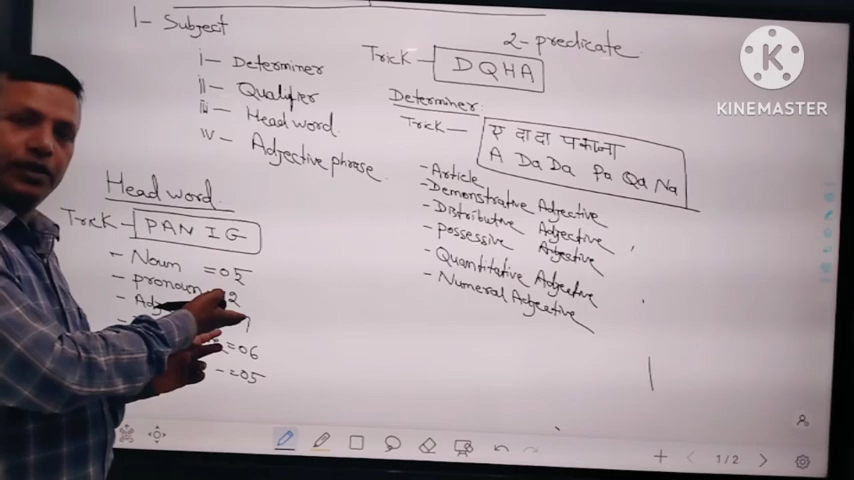 1- Subject
i- Determiner
ii- Qualifier
iii- Head word
iv- Adjective phrase
2- predicate
Trick- DQHA
Determiner
Trick- ए दा दा पकाना
A Da Da Pa Qa Na
- Article
- Demonstrative Adjective
- Distributive Adjective
- Possessive Adjective
- Quantitative Adjective
- Numeral Adjective
Head word
Trick- PAN IG
- Noun = 05
- pronoun
=06
- =05
1/2
K
KINEMASTER